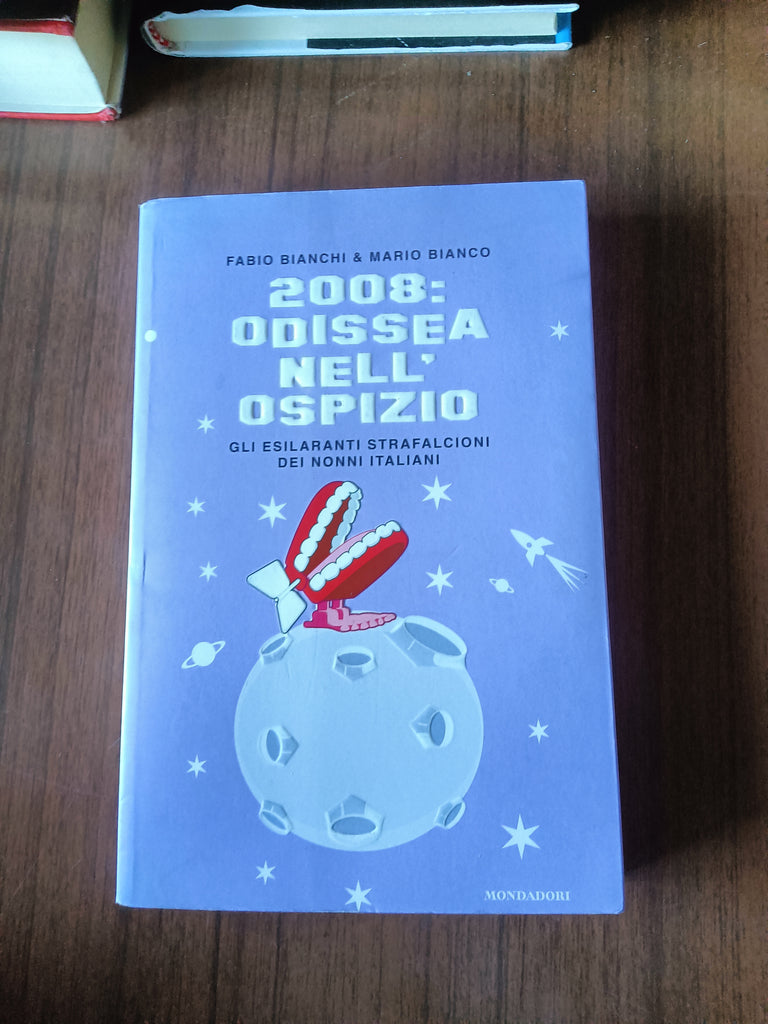 FABIO BIANCHI & MARIO BIANCO
2008:
ODISSEA
NELL'
OSPIZIO
GLI ESILARANTI STRAFALCIONI
DEI NONNI ITALIANI
MONDADORI